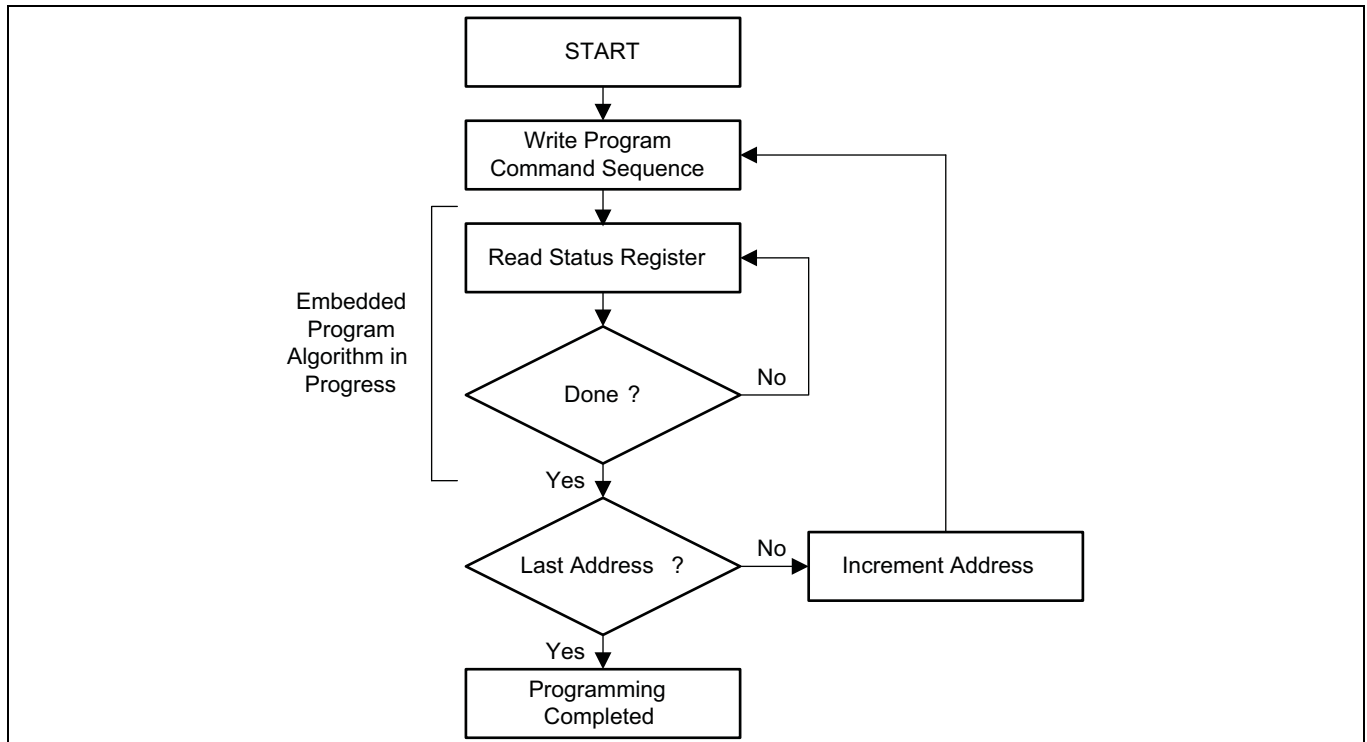 START
Write Program
Command Sequence
Read Status Register
Embedded
Program
Algorithm in
Progress
Done ?
No
Yes
Last Address ?
No
Increment Address
Yes
Programming
Completed